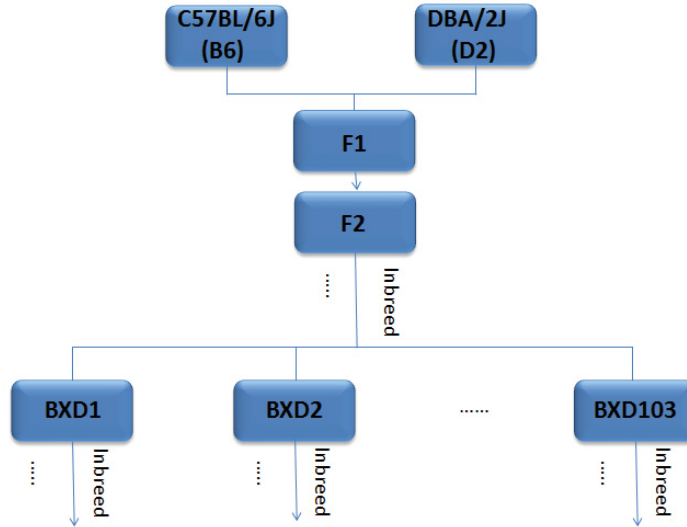 C57BL/6J
(B6)
DBA/2J
(D2)
F1
F2
.....
Inbreed
BXD1
BXD2
......
BXD103
.....
Inbreed
.....
Inbreed
.....
Inbreed